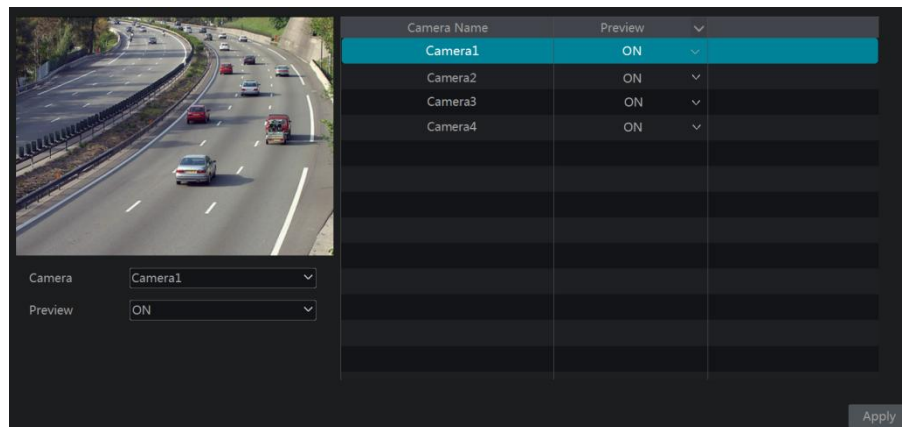 Camera Name Preview
Camera1 ON
Camera2 ON
Camera3 ON
Camera4 ON
Camera Camera1
Preview ON
Apply